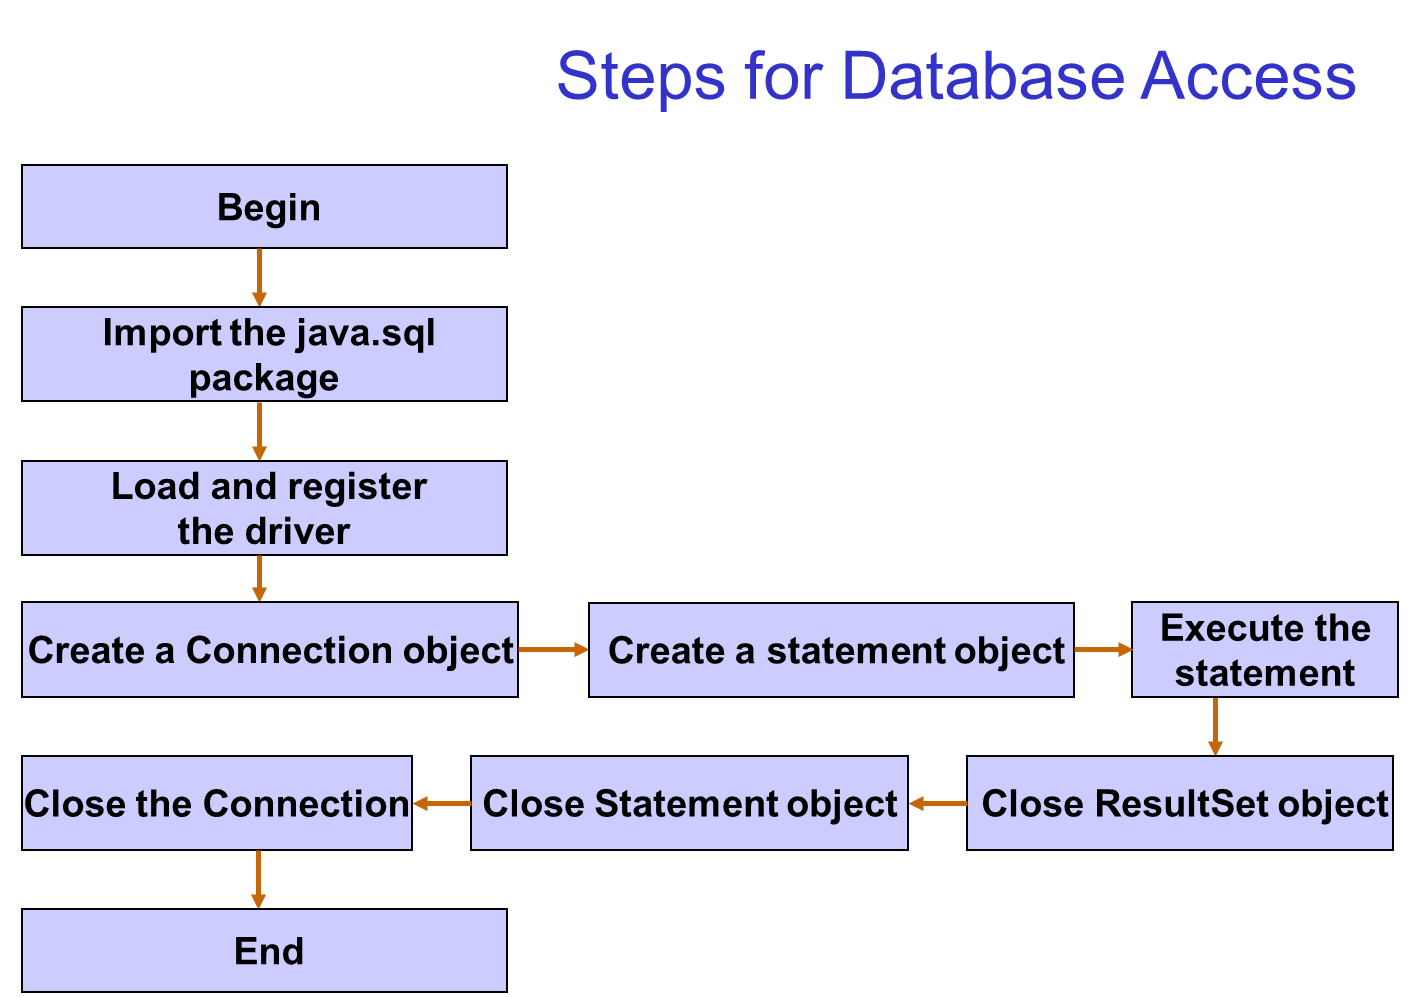 Steps for Database Access
Begin
Import the java.sql
package
Load and register
the driver
Create a Connection object
Create a statement object
Execute the
statement
Close the Connection
Close Statement object
Close ResultSet object
End